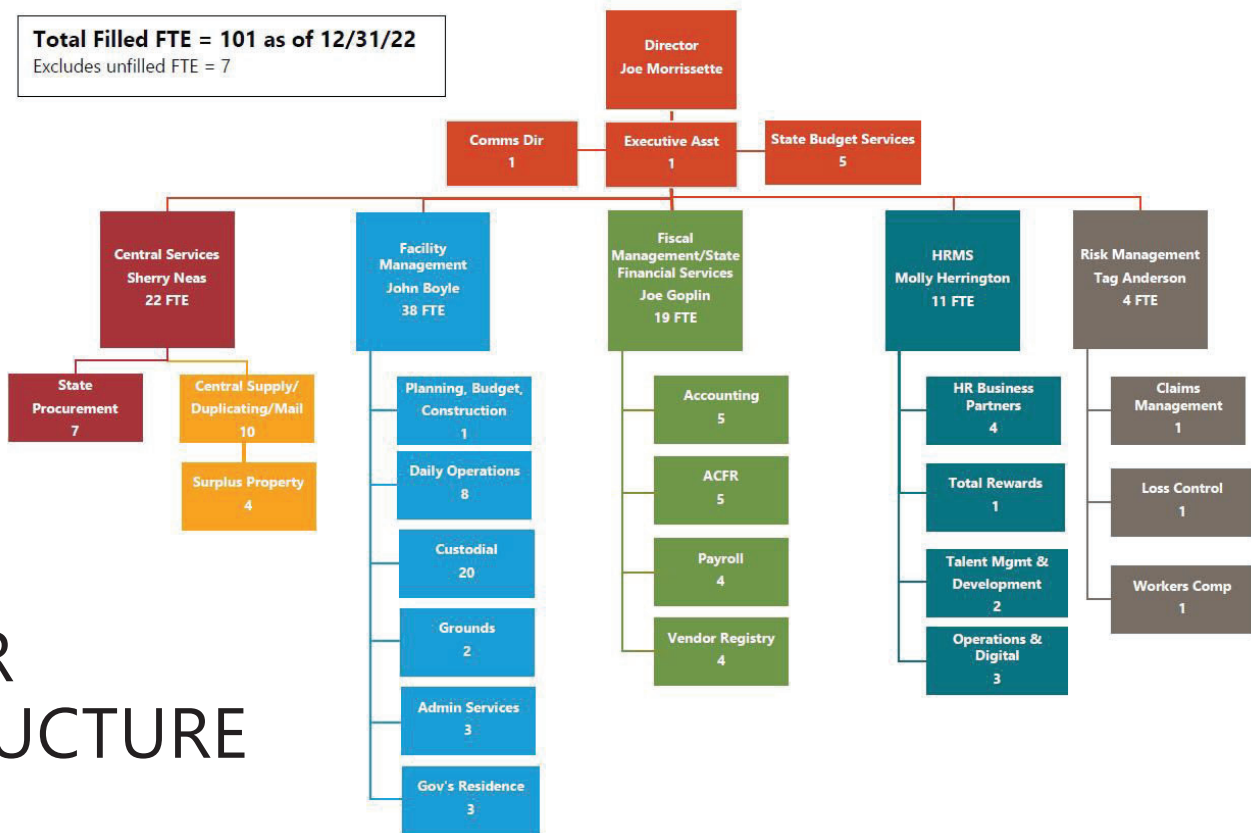 Total Filled FTE = 101 as of 12/31/22
Excludes unfilled FTE = 7
Director
Joe Morrissette
Comms Dir
1
Executive Asst
1
State Budget Services
5
Central Services
Sherry Neas
22 FTE
State
Procurement
7
Central Supply/
Duplicating/Mail
10
Surplus Property
4
Facility
Management
John Boyle
38 FTE
Planning, Budget,
Construction
1
Daily Operations
8
Custodial
20
Grounds
2
Admin Services
3
Gov's Residence
3
Fiscal
Management/State
Financial Services
Joe Goplin
19 FTE
Accounting
5
ACFR
5
Payroll
4
Vendor Registry
4
HRMS
Molly Herrington
11 FTE
HR Business
Partners
4
Total Rewards
1
Talent Mgmt &
Development
2
Operations &
Digital
3
Risk Management
Tag Anderson
4 FTE
Claims
Management
1
Loss Control
1
Workers Comp
1
R
UCTURE